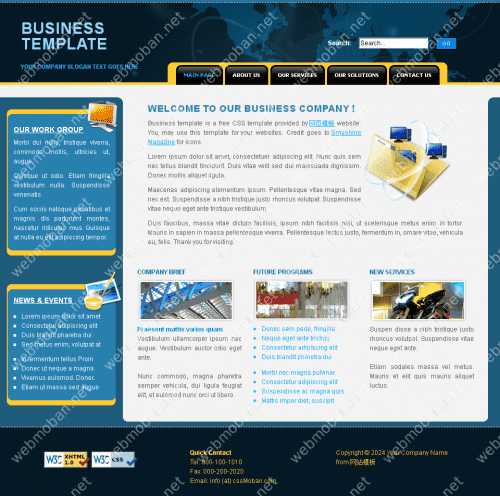 BUSINESS
TEMPLATE
YOUR COMPANY SLOGAN TEXT GOES HERE
Search:
Search...
go
MAIN PAGE
ABOUT US
OUR SERVICES
OUR SOLUTIONS
CONTACT US
OUR WORK GROUP
Morbi dui nulla, tristique viverra,
commodo mollis, ultricies ut,
augue.
Quisque ut odio. Etiam fringilla
vestibulum nulla. Suspendisse
venenatis.
Cum sociis natoque penatibus et
magnis dis parturient montes,
nascetur ridiculus mus. Quisque
at nulla eu elit adipiscing tempor.
NEWS & EVENTS
Lorem ipsum dolor sit amet
Consectetur adipiscing elit
Duis blandit pharetra dui
Sed metus enim, volutpat at
In elementum tellus Proin
Donec ut neque a magna
Vivamus euismod. Donec
Etiam ut massa sed augue
WELCOME TO OUR BUSINESS COMPANY !
Business template is a free CSS template provided by 网页模板 website.
You may use this template for your websites. Credit goes to Smashing
Magazine for icons.
Lorem ipsum dolor sit amet, consectetuer adipiscing elit. Nunc quis sem
nec tellus blandit tincidunt. Duis vitae velit sed dui malesuada dignissim.
Donec mollis aliquet ligula.
Maecenas adipiscing elementum ipsum. Pellentesque vitae magna. Sed
nec est. Suspendisse a nibh tristique justo rhoncus volutpat. Suspendisse
vitae neque eget ante tristique vestibulum.
Duis faucibus, massa vitae dictum facilisis, ipsum nibh facilisis nisi, ut scelerisque metus enim in tortor.
Mauris in sapien in massa pellentesque viverra. Pellentesque lectus justo, fermentum in, ornare vitae, vehicula
eu, felis. Thank you for visiting.
COMPANY BRIEF
Praesent mattis varius quam.
Vestibulum ullamcorper ipsum nec
augue. Vestibulum auctor odio eget
ante.
Nunc commodo, magna pharetra
semper vehicula, dui ligula feugiat
elit, et euismod nunc orci ut libero.
FUTURE PROGRAMS
Donec sem pede, fringilla
Neque eget ante tristiqu
Consectetur adipiscing elit
Duis blandit pharetra dui
Morbi nec magna pulvinar
Consectetur adipiscing elit
Suspendisse ac magna quis
Mattis imper diet, suscipit
NEW SERVICES
Suspen disse a nibh tristique justo
rhoncus volutpat. Suspendisse vitae
neque eget ante.
Etiam sodales massa vel metus.
Mauris et elit quis mauris aliquet
luctus.
W3C XHTML 1.0
W3C css
Quick Contact
Tel: 000-100-1010
Fax: 000-200-2020
Email: info (at) cssMoban.com
Copyright © 2024 Your Company Name
from 网站模板
webmoban.net